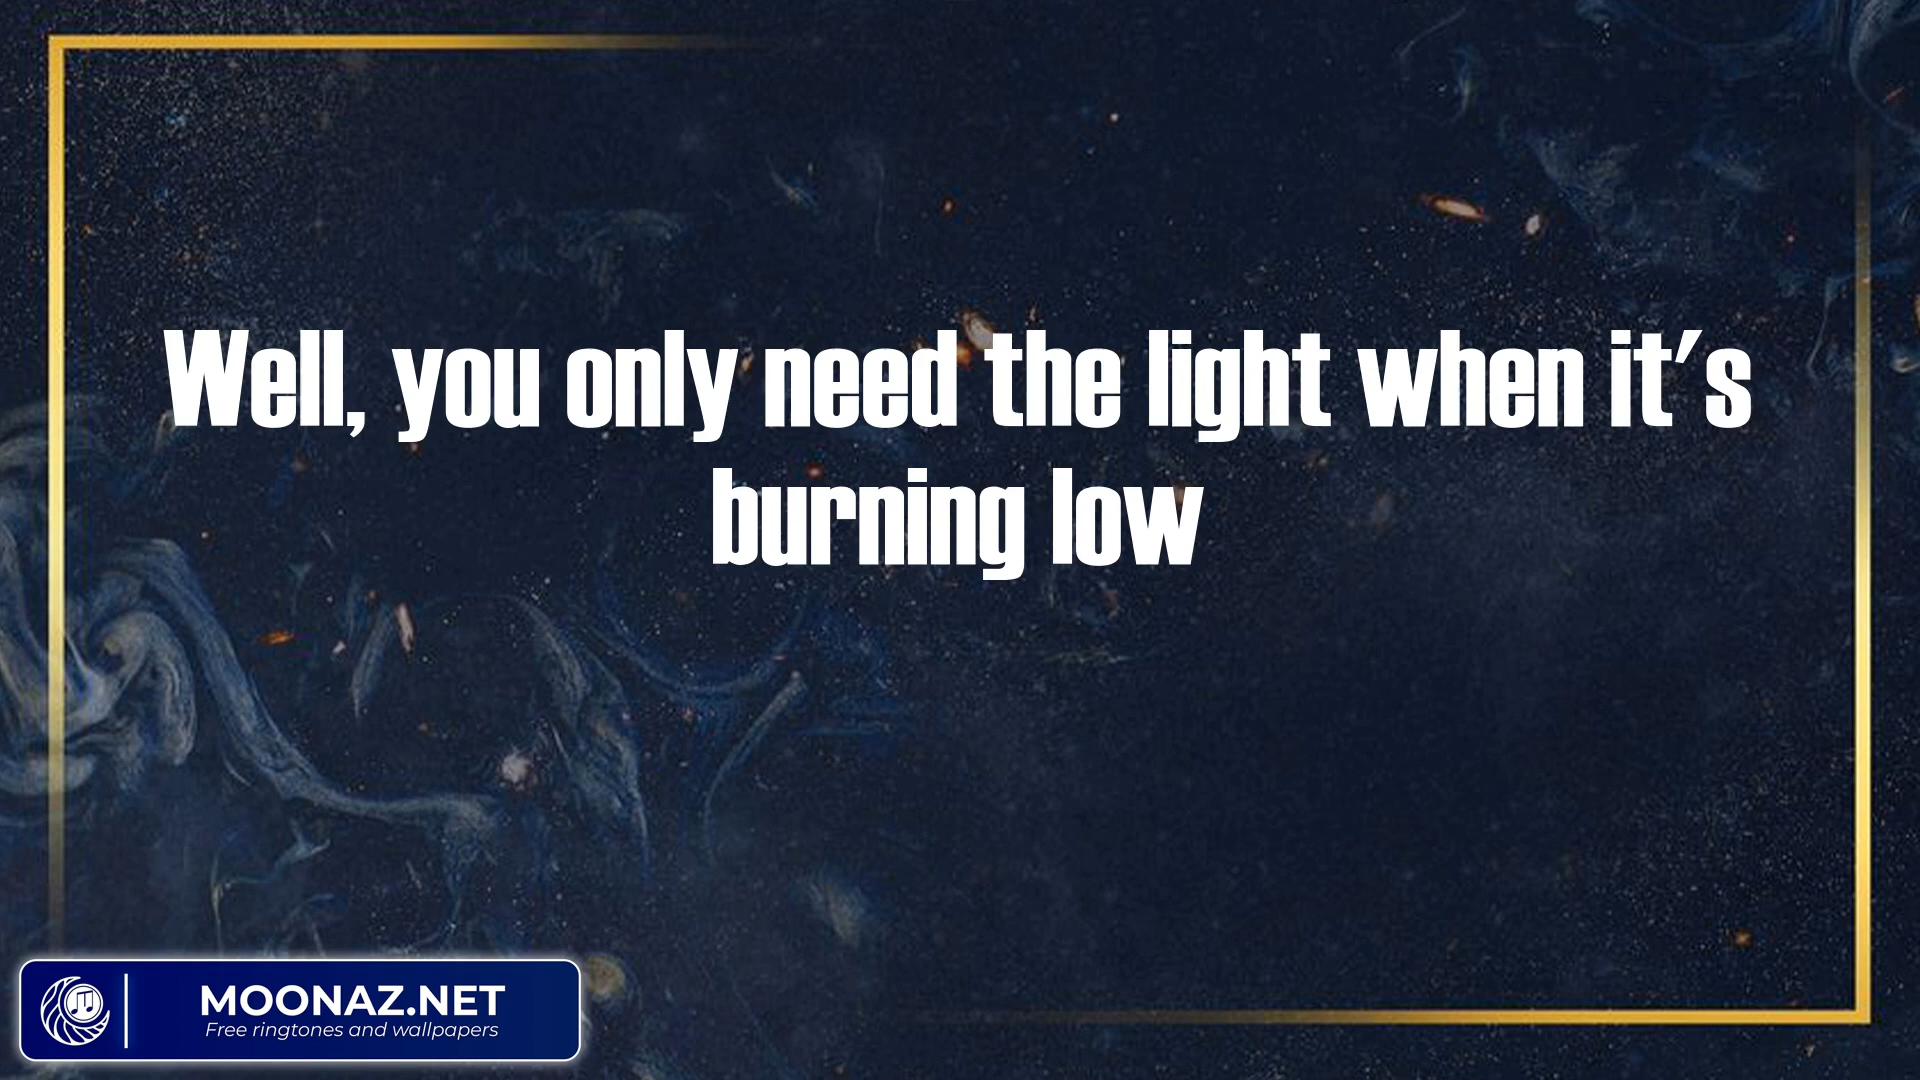 Well, you only need the light when it's
burning low
MOONAZ.NET
Free ringtones and wallpapers